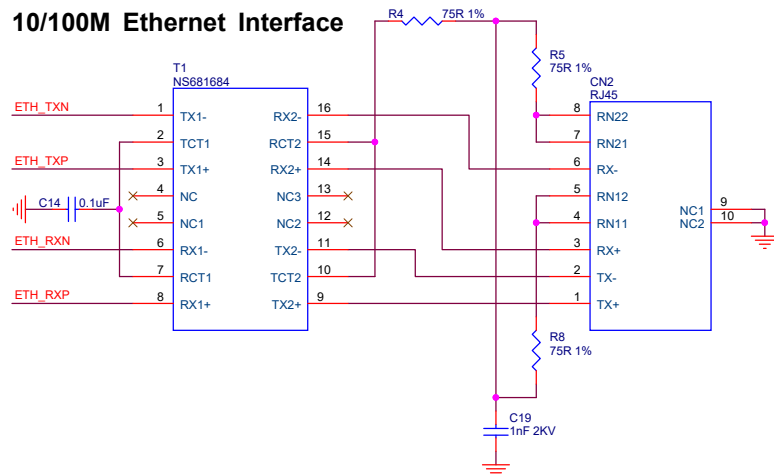 10/100M Ethernet Interface
R4 75R 1%
R5
75R 1%
T1
NS681684
CN2
RJ45
ETH_TXN 1 TX1- RX2- 16 8 RN22
2 TCT1 RCT2 15 7 RN21
ETH_TXP 3 TX1+ RX2+ 14 6 RX-
C14 0.1uF 4 NC NC3 13 5 RN12
NC1 9
5 NC1 NC2 12 4 RN11
NC2 10
ETH_RXN 6 RX1- TX2- 11 3 RX+
7 RCT1 TCT2 10 2 TX-
ETH_RXP 8 RX1+ TX2+ 9 1 TX+
R8
75R 1%
C19
1nF 2KV